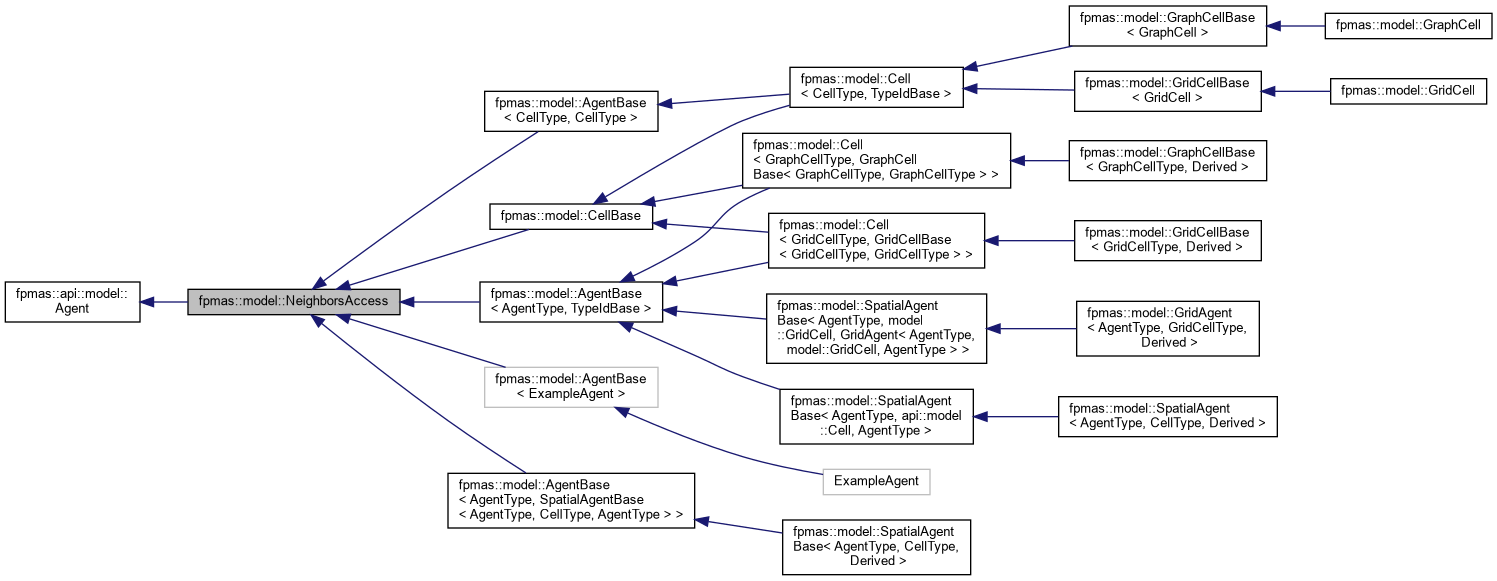 fpmas::api::model::
Agent
fpmas::model::NeighborsAccess
fpmas::model::AgentBase
< CellType, CellType >
fpmas::model::CellBase
fpmas::model::AgentBase
< AgentType, TypeIdBase >
fpmas::model::AgentBase
< ExampleAgent >
fpmas::model::AgentBase
< AgentType, SpatialAgentBase
< AgentType, CellType, AgentType > >
fpmas::model::Cell
< CellType, TypeIdBase >
fpmas::model::Cell
< GraphCellType, GraphCell
Base< GraphCellType, GraphCellType > >
fpmas::model::Cell
< GridCellType, GridCellBase
< GridCellType, GridCellType > >
fpmas::model::SpatialAgent
Base< AgentType, model
::GridCell, GridAgent< AgentType,
model::GridCell, AgentType > >
fpmas::model::SpatialAgent
Base< AgentType, api::model
::Cell, AgentType >
ExampleAgent
fpmas::model::SpatialAgent
Base< AgentType, CellType,
Derived >
fpmas::model::GraphCellBase
< GraphCell >
fpmas::model::GridCellBase
< GridCell >
fpmas::model::GraphCellBase
< GraphCellType, Derived >
fpmas::model::GridCellBase
< GridCellType, Derived >
fpmas::model::GridAgent
< AgentType, GridCellType,
Derived >
fpmas::model::SpatialAgent
< AgentType, CellType, Derived >
fpmas::model::GraphCell
fpmas::model::GridCell